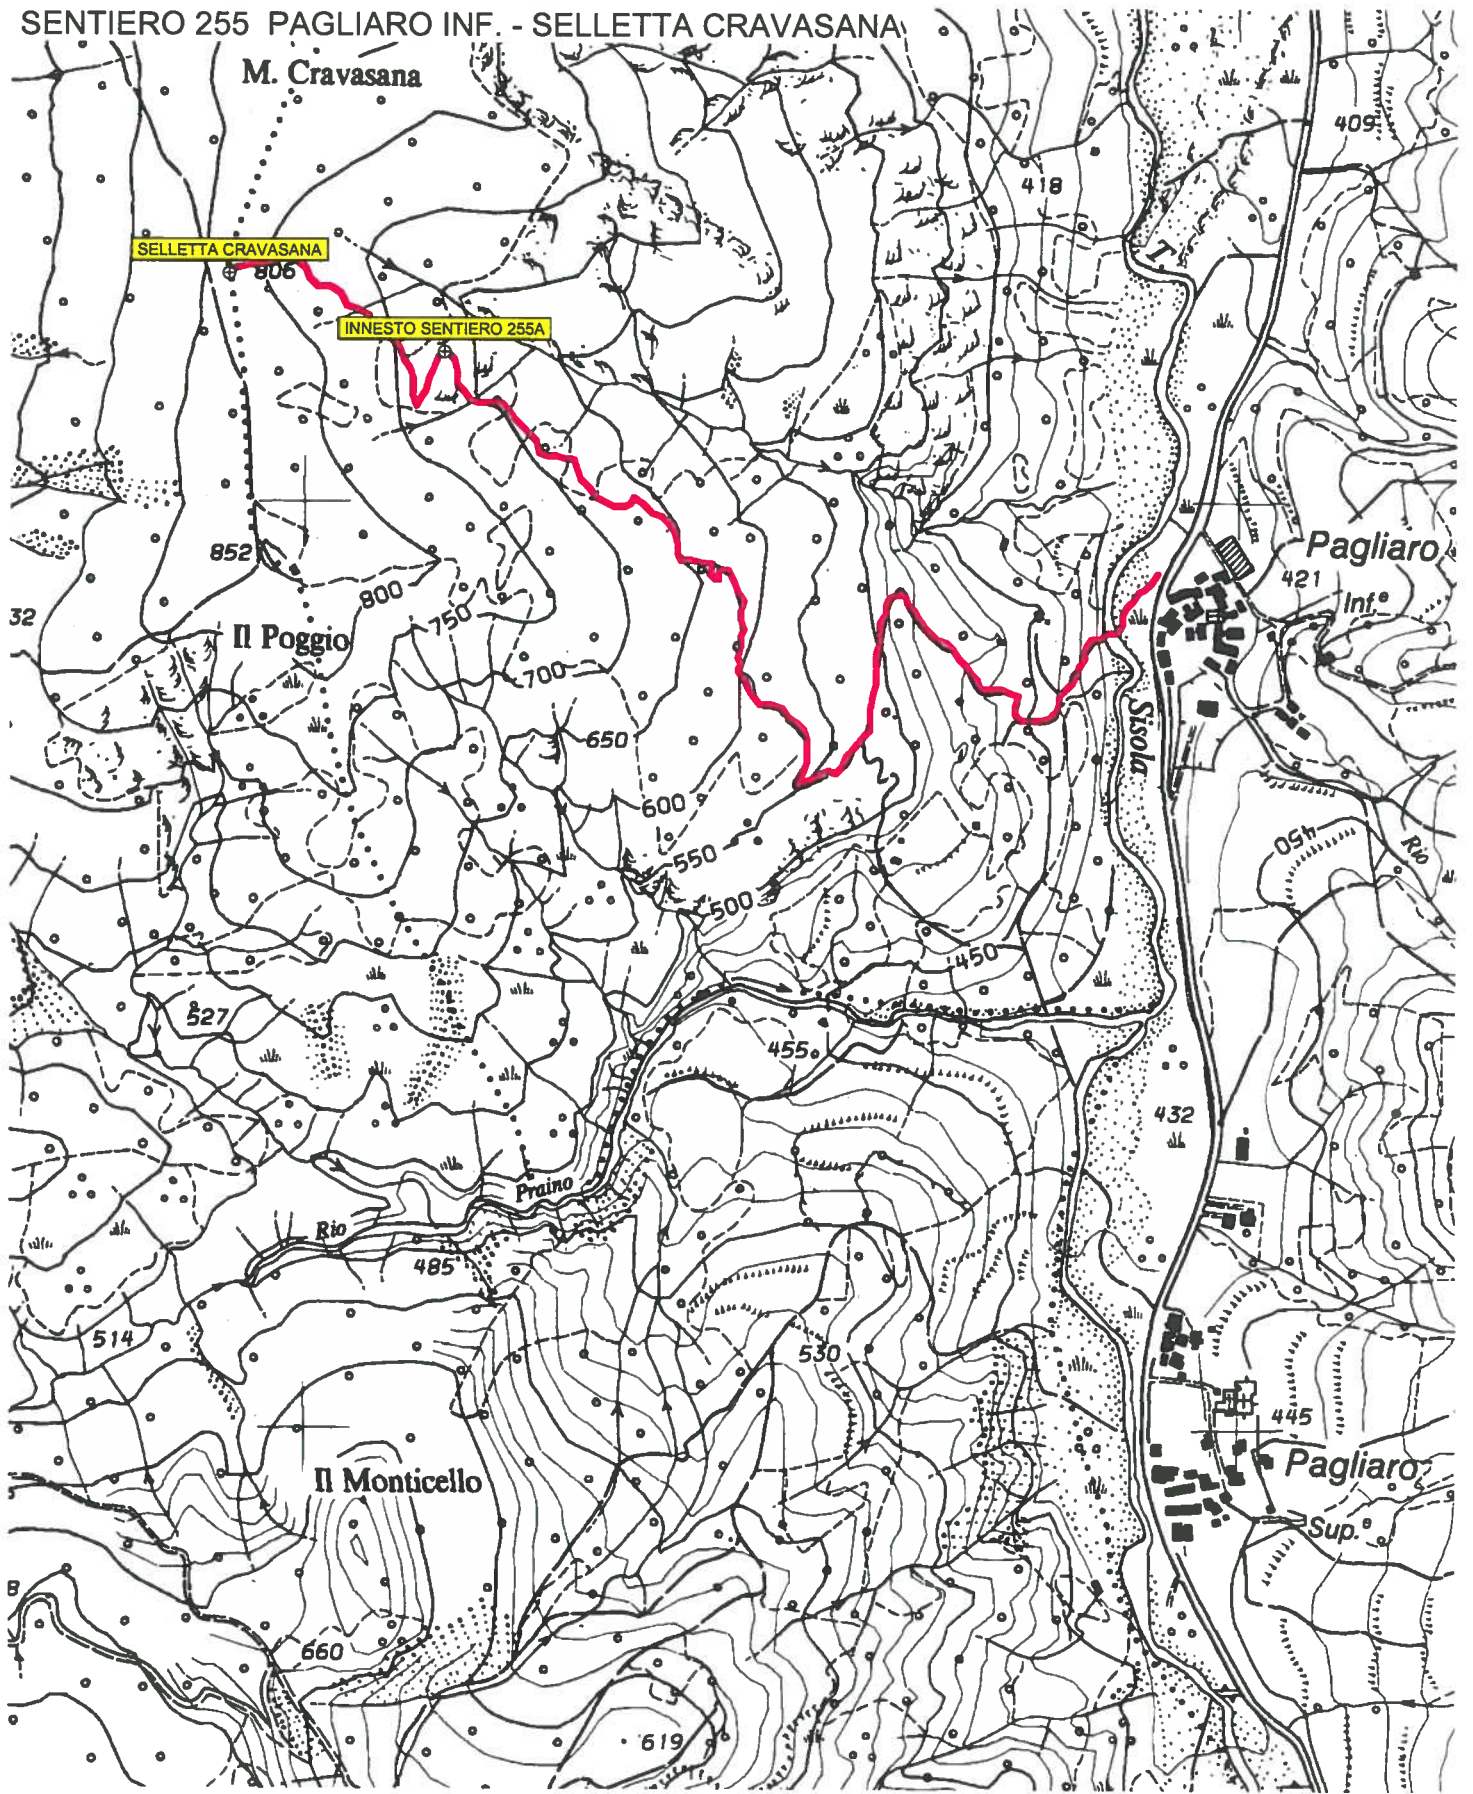 SENTIERO 255 PAGLIARO INF. - SELLETTA CRAVASANA
M. Cravasana
409
418
T.
SELLETTA CRAVASANA
806
INNESTO SENTIERO 255A
852
Pagliaro
421
Inf.e
800
32
750
Il Poggio
700
Sisola
650
600
450
Rio
550
500
450
527
455
432
Praino
Rio
485
514
530
445
Il Monticello
Pagliaro
Sup.e
660
619